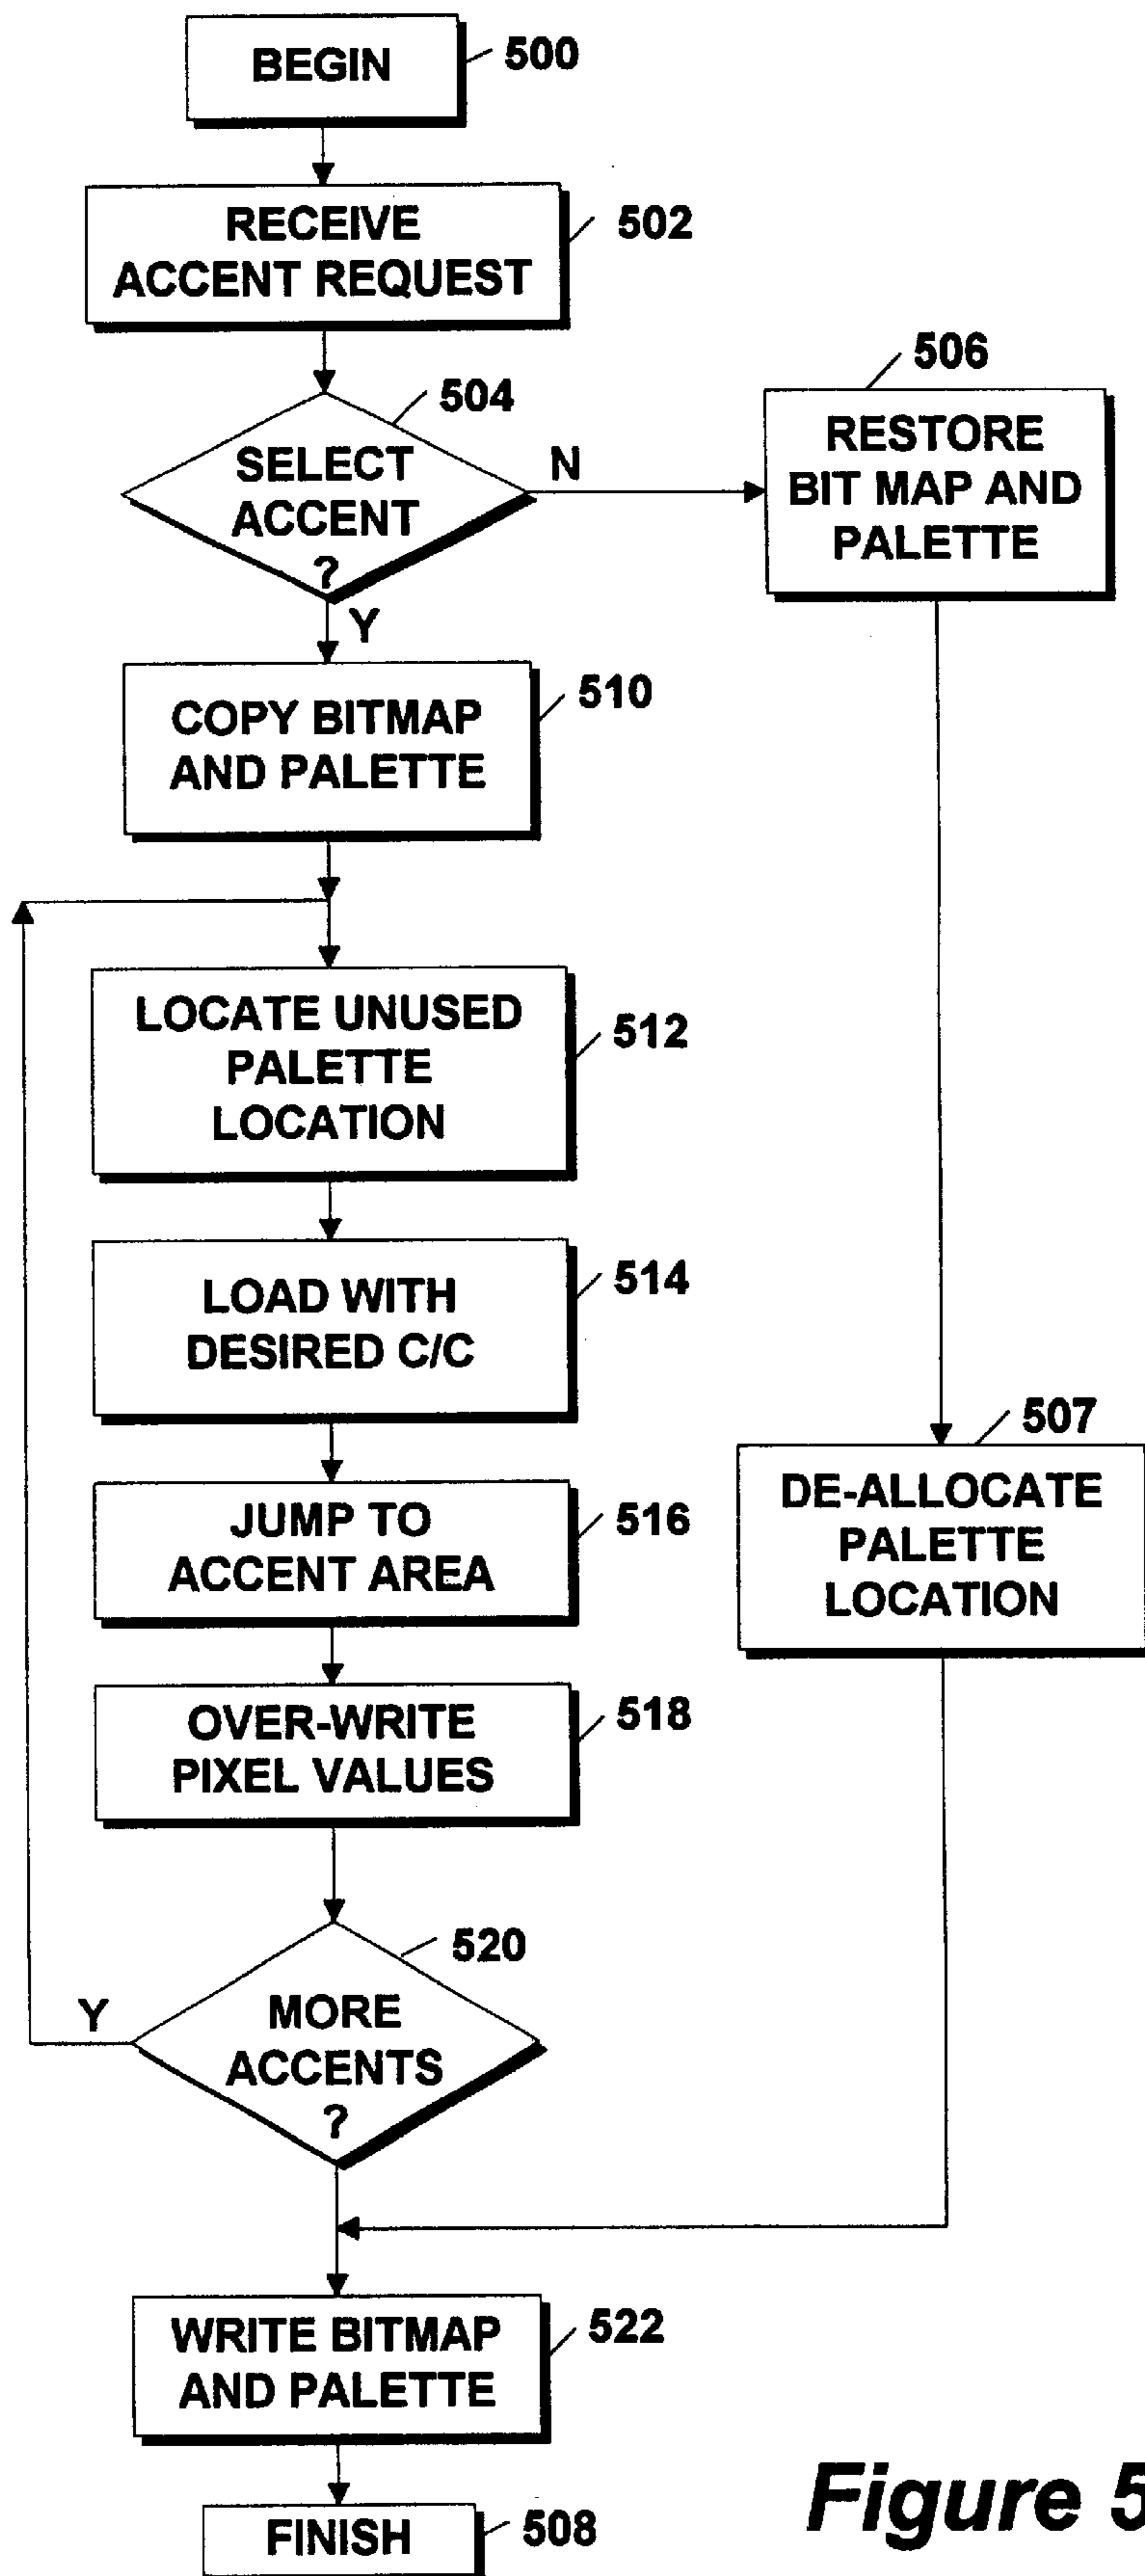 BEGIN
500
RECEIVE
ACCENT REQUEST
502
504
SELECT
ACCENT
?
N
Y
506
RESTORE
BIT MAP AND
PALETTE
COPY BITMAP
AND PALETTE
510
LOCATE UNUSED
PALETTE
LOCATION
512
LOAD WITH
DESIRED C/C
514
507
DE-ALLOCATE
PALETTE
LOCATION
JUMP TO
ACCENT AREA
516
OVER-WRITE
PIXEL VALUES
518
520
MORE
ACCENTS
?
Y
WRITE BITMAP
AND PALETTE
522
FINISH
508
Figure 5